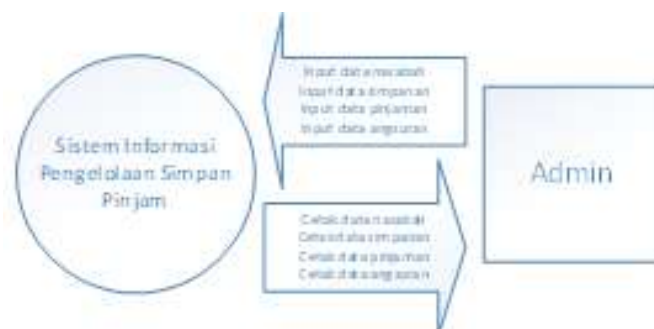 Sistem Informasi
Pengelolaan Simpan
Pinjam
Input data nasabah
Input data simpanan
Input data pinjaman
Input data angsuran
Cetak data nasabah
Cetak data simpanan
Cetak data pinjaman
Cetak data angsuran
Admin